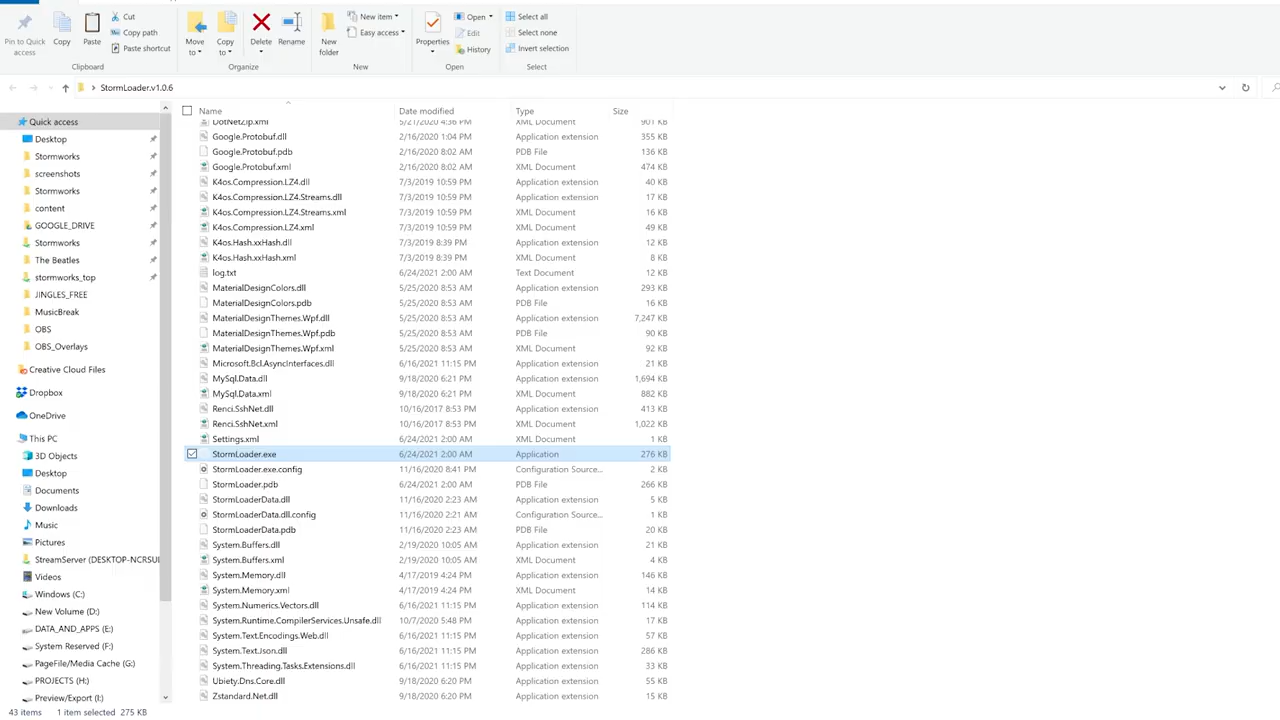 Pin to Quick access
Copy
Paste
Cut
Copy path
Paste shortcut
Clipboard
Move to
Copy to
Delete
Rename
Organize
New folder
New item
Easy access
New
Properties
Open
Edit
History
Open
Select all
Select none
Invert selection
Select
StormLoader.v1.0.6
Name Date modified Type Size
Quick access
Desktop
Stormworks
screenshots
Stormworks
content
GOOGLE_DRIVE
Stormworks
The Beatles
stormworks_top
JINGLES_FREE
MusicBreak
OBS
OBS_Overlays
Creative Cloud Files
Dropbox
OneDrive
This PC
3D Objects
Desktop
Documents
Downloads
Music
Pictures
StreamServer (DESKTOP-NCRSUL
Videos
Windows (C:)
New Volume (D:)
DATA_AND_APPS (E:)
System Reserved (F:)
PageFile/Media Cache (G:)
PROJECTS (H:)
Preview/Export (I:)
DotNetZip.xml 5/21/2021 4:56 PM XML Document 901 KB
Google.Protobuf.dll 2/16/2020 1:04 PM Application extension 355 KB
Google.Protobuf.pdb 2/16/2020 8:02 AM PDB File 136 KB
Google.Protobuf.xml 2/16/2020 8:02 AM XML Document 474 KB
K4os.Compression.LZ4.dll 7/3/2019 10:59 PM Application extension 40 KB
K4os.Compression.LZ4.Streams.dll 7/3/2019 10:59 PM Application extension 17 KB
K4os.Compression.LZ4.Streams.xml 7/3/2019 10:59 PM XML Document 16 KB
K4os.Compression.LZ4.xml 7/3/2019 10:59 PM XML Document 49 KB
K4os.Hash.xxHash.dll 7/3/2019 8:39 PM Application extension 12 KB
K4os.Hash.xxHash.xml 7/3/2019 8:39 PM XML Document 8 KB
log.txt 6/24/2021 2:00 AM Text Document 12 KB
MaterialDesignColors.dll 5/25/2020 8:53 AM Application extension 293 KB
MaterialDesignColors.pdb 5/25/2020 8:53 AM PDB File 16 KB
MaterialDesignThemes.Wpf.dll 5/25/2020 8:53 AM Application extension 7,247 KB
MaterialDesignThemes.Wpf.pdb 5/25/2020 8:53 AM PDB File 90 KB
MaterialDesignThemes.Wpf.xml 5/25/2020 8:53 AM XML Document 92 KB
Microsoft.Bcl.AsyncInterfaces.dll 6/16/2021 11:15 PM Application extension 21 KB
MySql.Data.dll 9/18/2020 6:21 PM Application extension 1,694 KB
MySql.Data.xml 9/18/2020 6:21 PM XML Document 882 KB
Renci.SshNet.dll 10/16/2017 8:53 PM Application extension 413 KB
Renci.SshNet.xml 10/16/2017 8:53 PM XML Document 1,022 KB
Settings.xml 6/24/2021 2:00 AM XML Document 1 KB
StormLoader.exe 6/24/2021 2:00 AM Application 276 KB
StormLoader.exe.config 11/16/2020 8:41 PM Configuration Source... 2 KB
StormLoader.pdb 6/24/2021 2:00 AM PDB File 266 KB
StormLoaderData.dll 11/16/2020 2:23 AM Application extension 5 KB
StormLoaderData.dll.config 11/16/2020 2:21 AM Configuration Source... 1 KB
StormLoaderData.pdb 11/16/2020 2:23 AM PDB File 20 KB
System.Buffers.dll 2/19/2020 10:05 AM Application extension 21 KB
System.Buffers.xml 2/19/2020 10:05 AM XML Document 4 KB
System.Memory.dll 4/17/2019 4:24 PM Application extension 146 KB
System.Memory.xml 4/17/2019 4:24 PM XML Document 14 KB
System.Numerics.Vectors.dll 6/16/2021 11:15 PM Application extension 114 KB
System.Runtime.CompilerServices.Unsafe.dll 10/7/2020 5:48 PM Application extension 17 KB
System.Text.Encodings.Web.dll 6/16/2021 11:15 PM Application extension 57 KB
System.Text.Json.dll 6/16/2021 11:15 PM Application extension 286 KB
System.Threading.Tasks.Extensions.dll 6/16/2021 11:15 PM Application extension 33 KB
Ubiety.Dns.Core.dll 9/18/2020 6:20 PM Application extension 55 KB
Zstandard.Net.dll 9/18/2020 6:20 PM Application extension 15 KB
43 items 1 item selected 275 KB